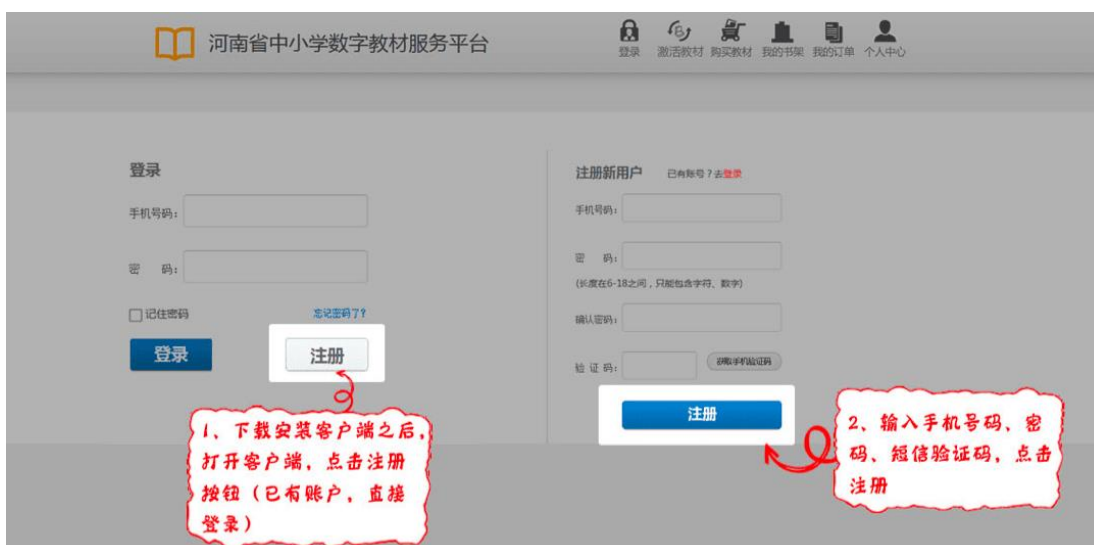 河南省中小学数字教材服务平台
登录 激活教材 购买教材 我的书架 我的订单 个人中心
登录
手机号码：
密 码：
记住密码 忘记密码了?
登录 注册
注册新用户 已有账号？去登录
手机号码：
密 码：
(长度在6-18之间，只能包含字符、数字)
确认密码：
验 证 码： 获取手机验证码
注册
1、下载安装客户端之后，
打开客户端，点击注册
按钮（已有账户，直接
登录）
2、输入手机号码、密
码、短信验证码，点击
注册